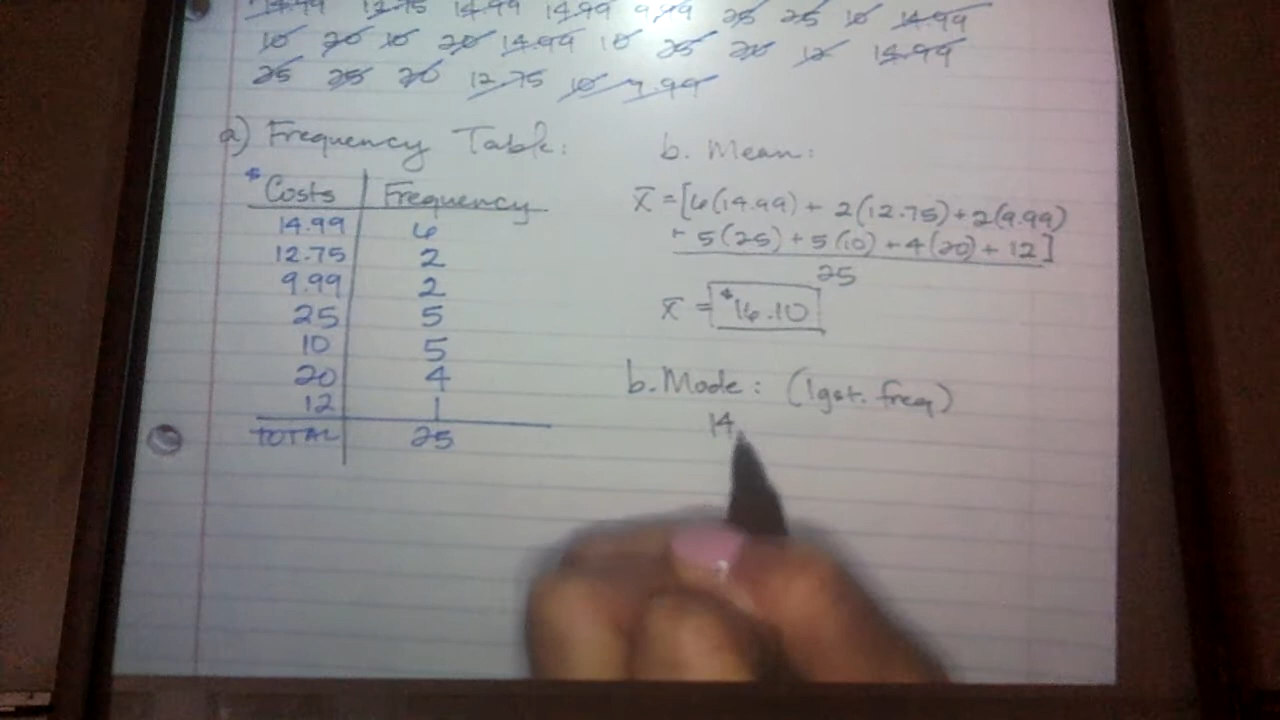 14.99 12.75 14.99 14.99 9.99 25 25 10 14.99
10 20 10 20 14.99 10 25 20 12 14.99
25 25 20 12.75 10 9.99
a) Frequency Table:
$ Costs Frequency
14.99 6
12.75 2
9.99 2
25 5
10 5
20 4
12 1
TOTAL 25
b. Mean:
x̄ = [6(14.99) + 2(12.75) + 2(9.99)
+ 5(25) + 5(10) + 4(20) + 12]
25
x̄ = $16.10
b. Mode: (lgst. freq)
14